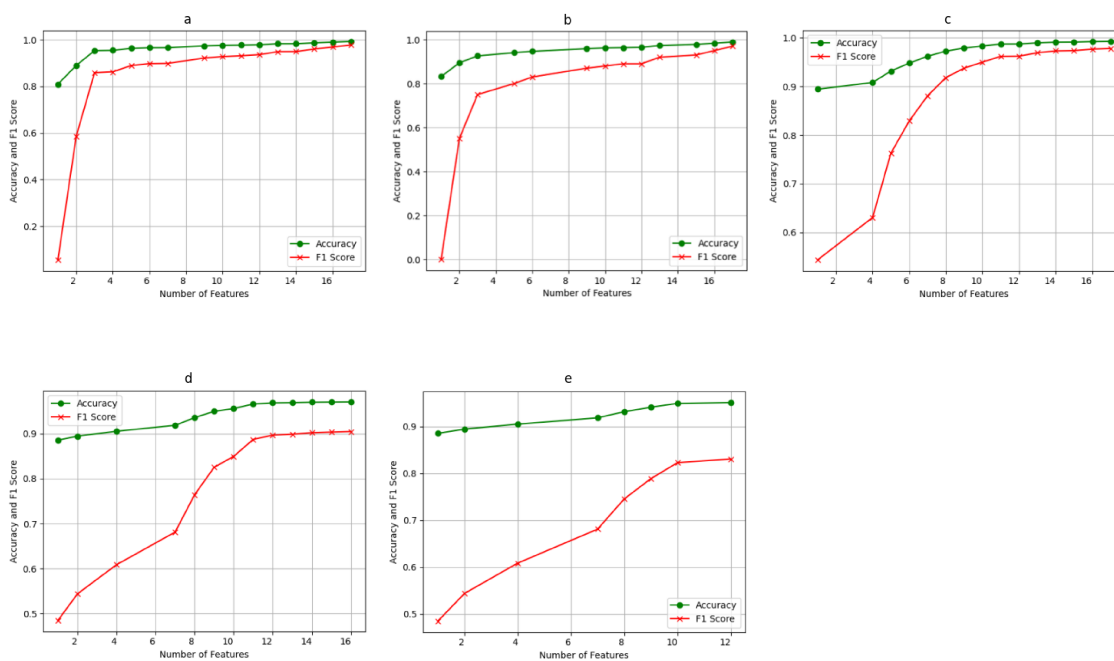 a
1.0
0.8
0.6
0.4
0.2
Accuracy and F1 Score
Accuracy
F1 Score
2 4 6 8 10 12 14 16
Number of Features
b
1.0
0.8
0.6
0.4
0.2
0.0
Accuracy and F1 Score
Accuracy
F1 Score
2 4 6 8 10 12 14 16
Number of Features
c
1.0
0.9
0.8
0.7
0.6
Accuracy and F1 Score
Accuracy
F1 Score
2 4 6 8 10 12 14 16
Number of Features
d
0.9
0.8
0.7
0.6
0.5
Accuracy and F1 Score
Accuracy
F1 Score
2 4 6 8 10 12 14 16
Number of Features
e
0.9
0.8
0.7
0.6
0.5
Accuracy and F1 Score
Accuracy
F1 Score
2 4 6 8 10 12
Number of Features